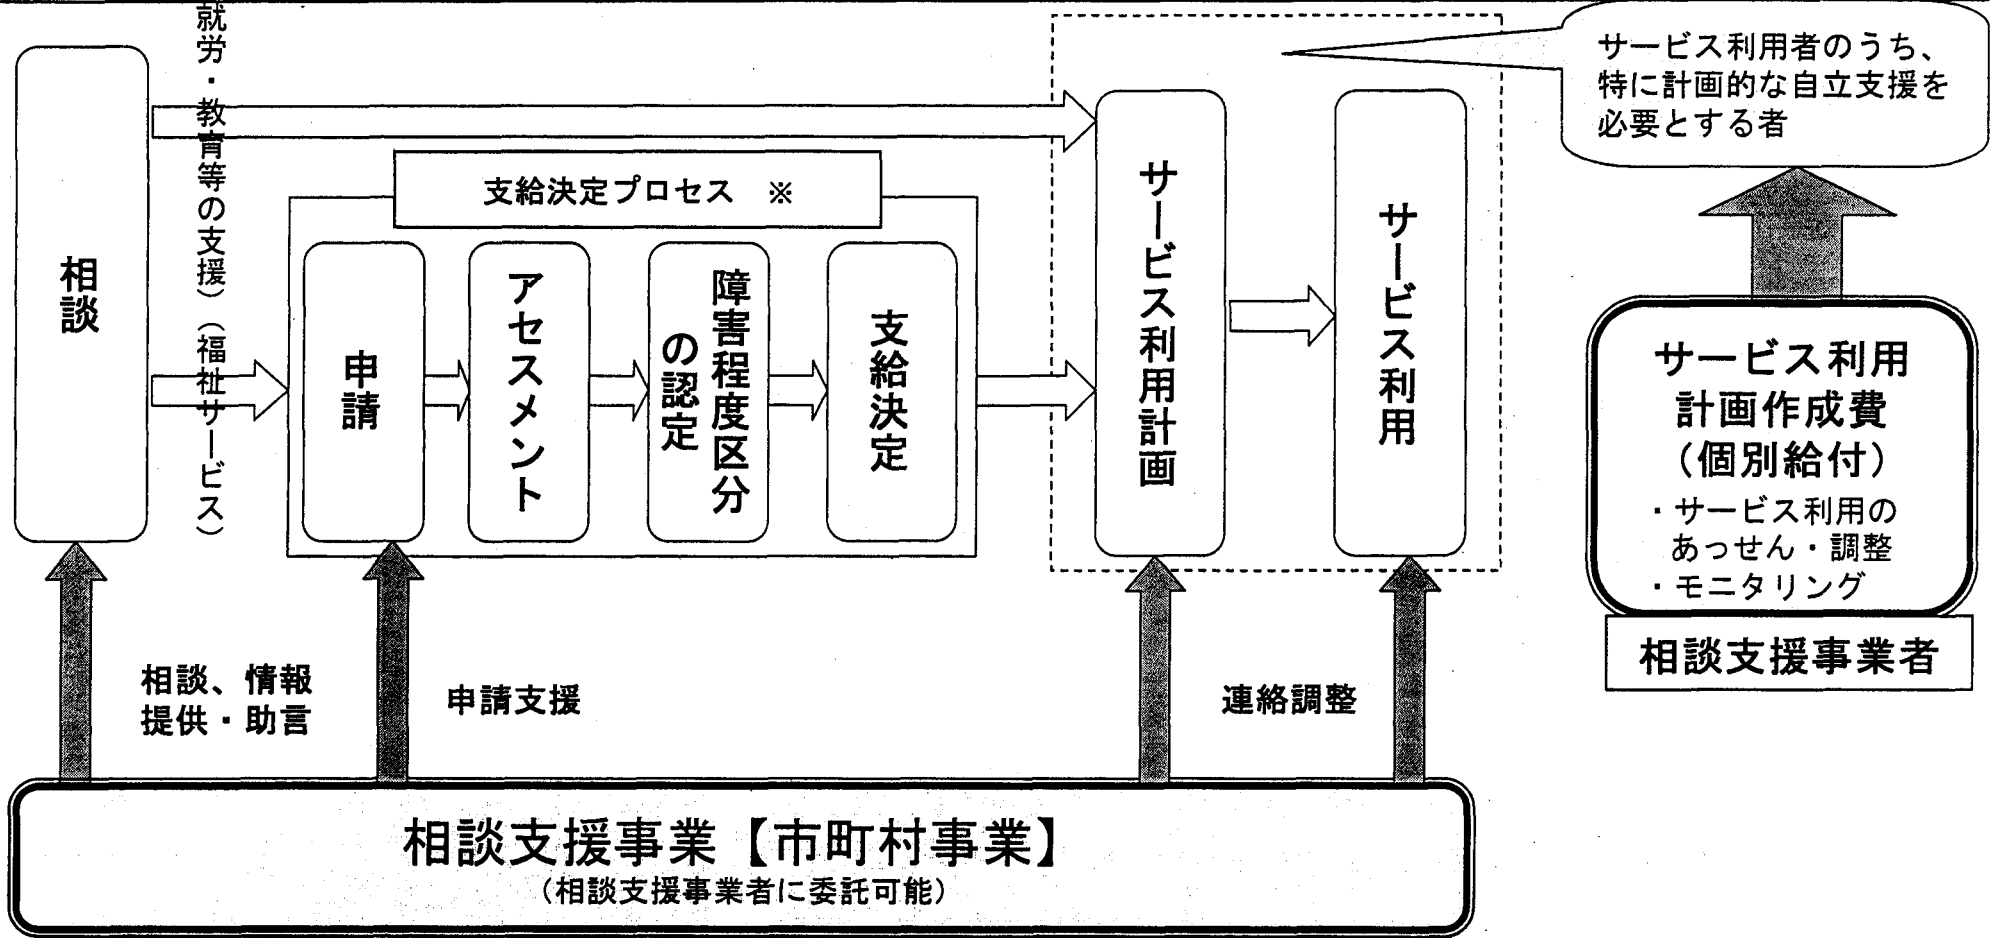 相談
就労・教育等の支援）
（福祉サービス）
支給決定プロセス　※
申請
アセスメント
障害程度区分
の認定
支給決定
サービス利用計画
サービス利用
サービス利用者のうち、
特に計画的な自立支援を
必要とする者
サービス利用
計画作成費
（個別給付）
・サービス利用の
あっせん・調整
・モニタリング
相談支援事業者
相談、情報
提供・助言
申請支援
連絡調整
相談支援事業【市町村事業】
（相談支援事業者に委託可能）